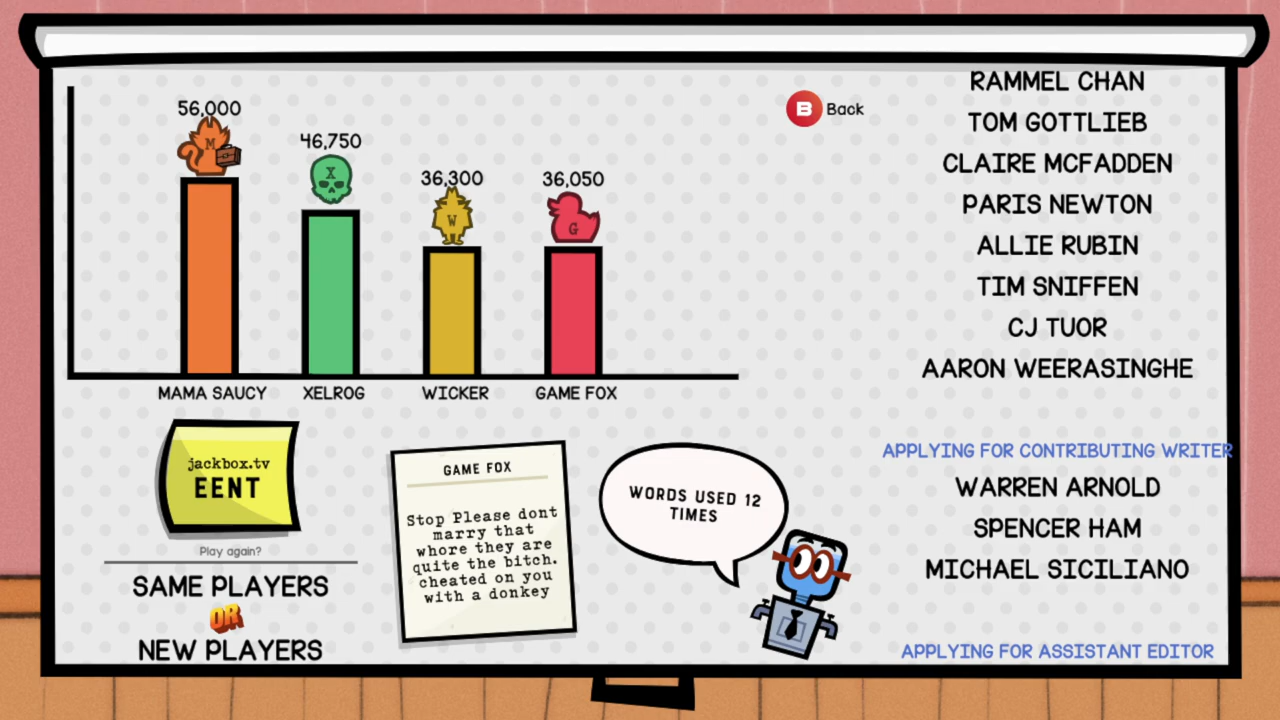 56,000
46,750
36,300
36,050
M
X
W
G
MAMA SAUCY
XELROG
WICKER
GAME FOX
B Back
RAMMEL CHAN
TOM GOTTLIEB
CLAIRE MCFADDEN
PARIS NEWTON
ALLIE RUBIN
TIM SNIFFEN
CJ TUOR
AARON WEERASINGHE
APPLYING FOR CONTRIBUTING WRITER
WARREN ARNOLD
SPENCER HAM
MICHAEL SICILIANO
APPLYING FOR ASSISTANT EDITOR
jackbox.tv
EENT
Play again?
SAME PLAYERS
OR
NEW PLAYERS
GAME FOX
Stop Please dont
marry that
whore they are
quite the bitch.
cheated on you
with a donkey
WORDS USED 12
TIMES